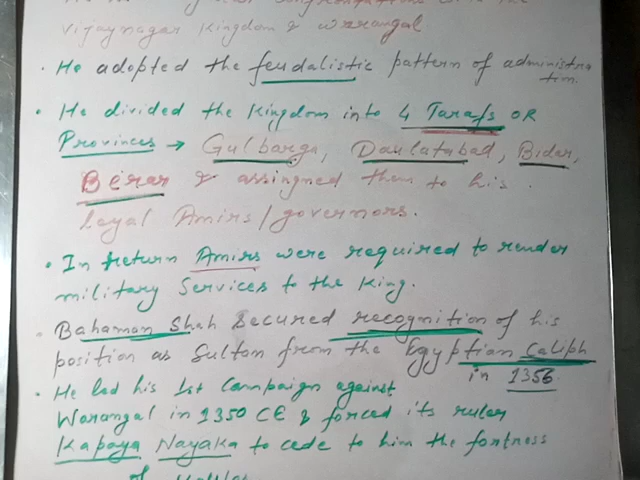 vijaynagar Kingdom & warangal
• He adopted the feudalistic pattern of administra
tion.
• He divided the Kingdom into 4 Tarafs OR
Provinces → Gulbarga, Daulatabad, Bidar,
Berar & assigned them to his
Loyal Amirs/governors.
• In return Amirs were required to render
military Services to the King.
• Bahaman Shah Secured recognition of his
position as Sultan from the Egyptian Caliph
in 1356.
• He led his 1st Campaign against
Warangal in 1350 CE & forced its ruler
Kapaya Nayaka to cede to him the fortress
of